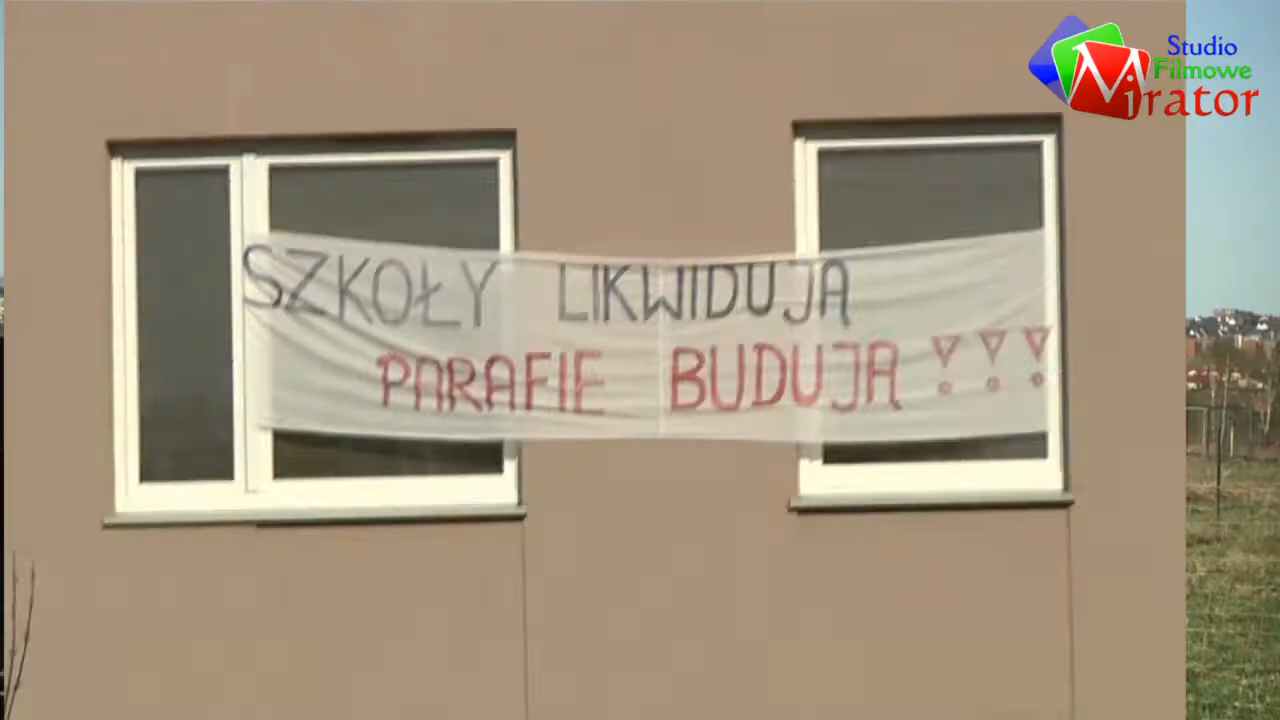 SZKOŁY LIKWIDUJĄ
PARAFIE BUDUJĄ !!!
Studio
Filmowe
Mirator